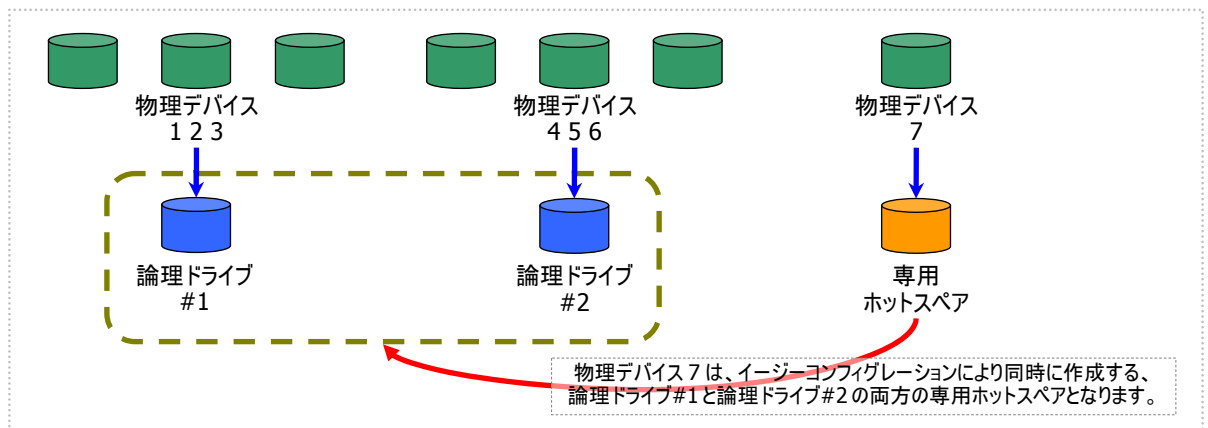 物理デバイス
1 2 3
物理デバイス
4 5 6
物理デバイス
7
論理ドライブ
#1
論理ドライブ
#2
専用
ホットスペア
物理デバイス 7 は、イージーコンフィグレーションにより同時に作成する、
論理ドライブ#1と論理ドライブ#2 の両方の専用ホットスペアとなります。